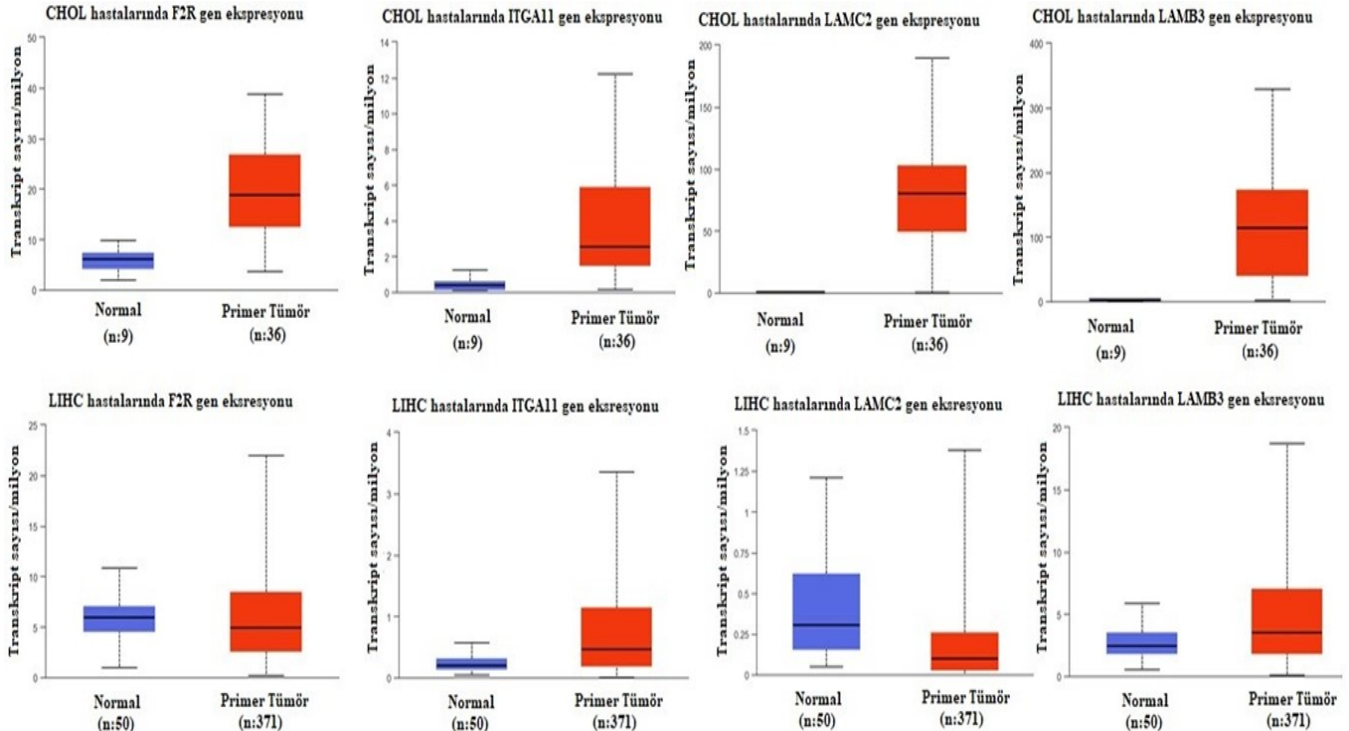 CHOL hastalarında F2R gen ekspresyonu
Transkript sayısı/milyon
50
40
30
20
10
0
Normal
(n:9)
Primer Tümör
(n:36)
CHOL hastalarında ITGA11 gen ekspresyonu
Transkript sayısı/milyon
14
12
10
8
6
4
2
0
Normal
(n:9)
Primer Tümör
(n:36)
CHOL hastalarında LAMC2 gen ekspresyonu
Transkript sayısı/milyon
200
150
100
50
0
Normal
(n:9)
Primer Tümör
(n:36)
CHOL hastalarında LAMB3 gen ekspresyonu
Transkript sayısı/milyon
400
300
200
100
0
Normal
(n:9)
Primer Tümör
(n:36)
LIHC hastalarında F2R gen eksresyonu
Transkript sayısı/milyon
25
20
15
10
5
0
Normal
(n:50)
Primer Tümör
(n:371)
LIHC hastalarında ITGA11 gen eksresyonu
Transkript sayısı/milyon
4
3
2
1
0
Normal
(n:50)
Primer Tümör
(n:371)
LIHC hastalarında LAMC2 gen eksresyonu
Transkript sayısı/milyon
1.5
1.25
1
0.75
0.5
0.25
0
Normal
(n:50)
Primer Tümör
(n:371)
LIHC hastalarında LAMB3 gen eksresyonu
Transkript sayısı/milyon
20
15
10
5
0
Normal
(n:50)
Primer Tümör
(n:371)